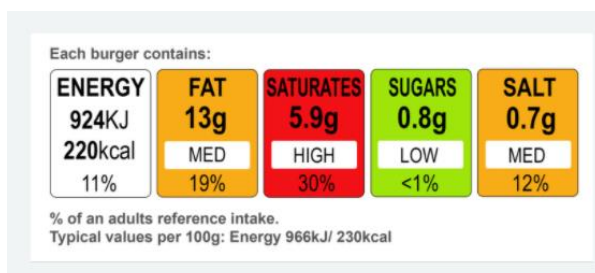 Each burger contains:
ENERGY FAT SATURATES SUGARS SALT
924KJ 13g 5.9g 0.8g 0.7g
220kcal MED HIGH LOW MED
11% 19% 30% <1% 12%
% of an adults reference intake.
Typical values per 100g: Energy 966kJ/ 230kcal